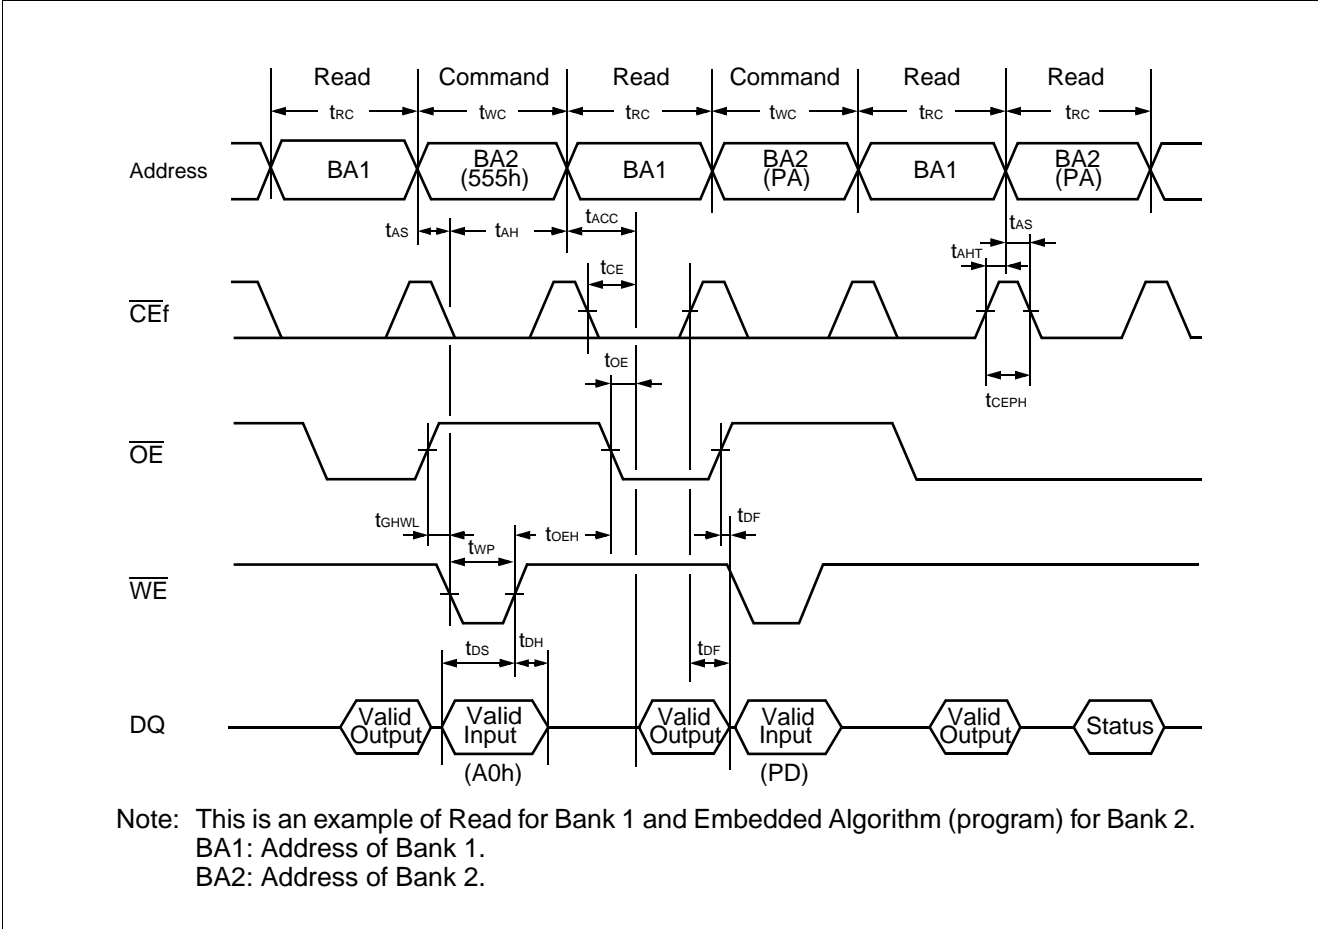 Read Command Read Command Read Read
tRC tWC tRC tWC tRC tRC
Address BA1 BA2 (555h) BA1 BA2 (PA) BA1 BA2 (PA)
tAS tAH tACC tAS
tAHT
tCE
CEf
tOE
tCEPH
OE
tGHWL tWP tOEH tDF
WE
tDS tDH tDF
DQ Valid Output Valid Input Valid Output Valid Input Valid Output Status
(A0h) (PD)
Note: This is an example of Read for Bank 1 and Embedded Algorithm (program) for Bank 2.
BA1: Address of Bank 1.
BA2: Address of Bank 2.